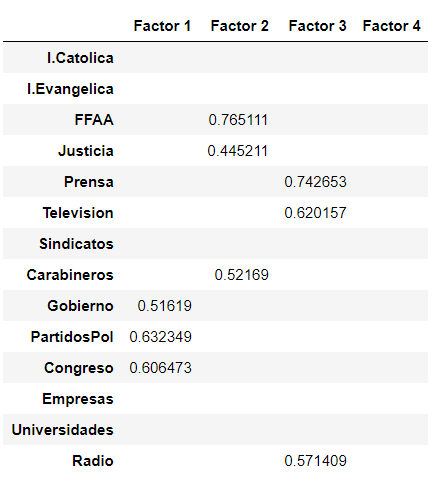 Factor 1 Factor 2 Factor 3 Factor 4
I.Catolica
I.Evangelica
FFAA 0.765111
Justicia 0.445211
Prensa 0.742653
Television 0.620157
Sindicatos
Carabineros 0.52169
Gobierno 0.51619
PartidosPol 0.632349
Congreso 0.606473
Empresas
Universidades
Radio 0.571409